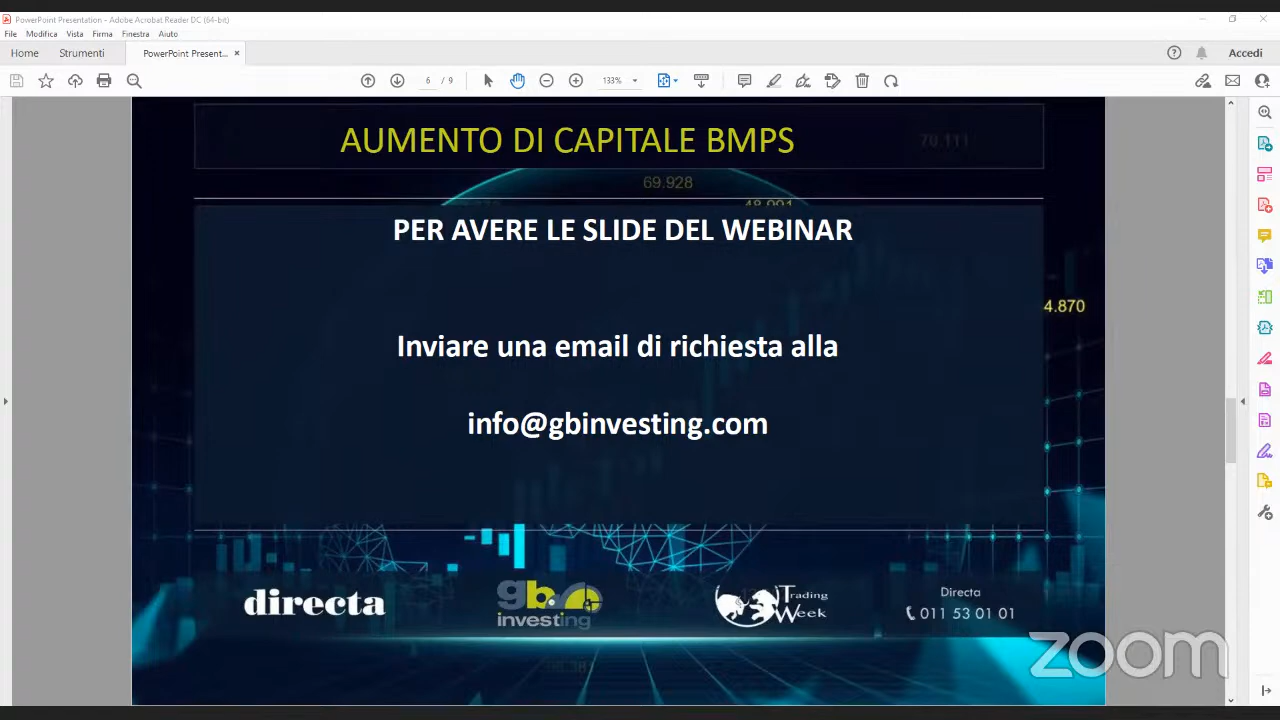 PowerPoint Presentation - Adobe Acrobat Reader DC (64-bit)
File Modifica Vista Firma Finestra Aiuto
Home Strumenti PowerPoint Present... × Accedi
6 / 9 133%
AUMENTO DI CAPITALE BMPS
70.111
69.928
48.091
PER AVERE LE SLIDE DEL WEBINAR
4.870
Inviare una email di richiesta alla
info@gbinvesting.com
directa
gb
investing
Trading
Week
Directa
011 53 01 01
zoom